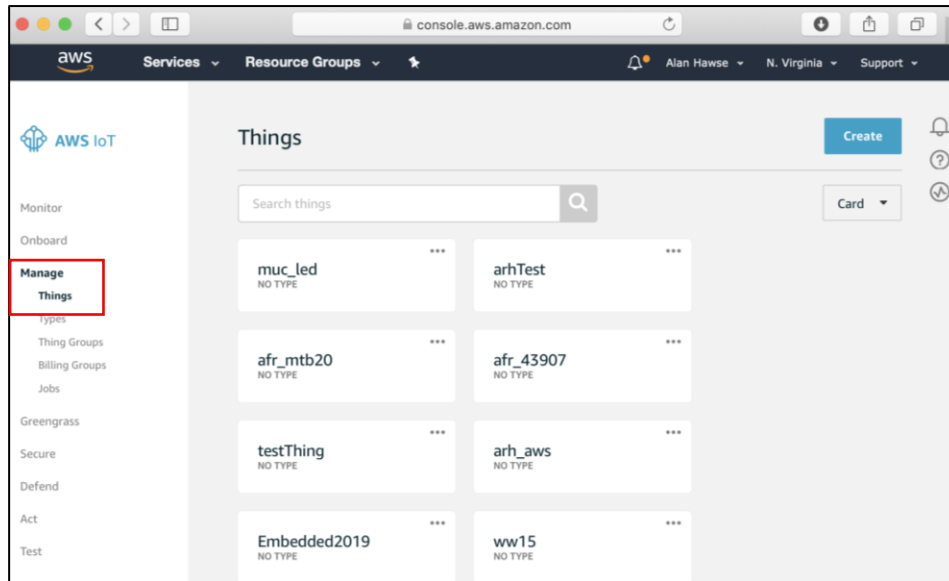 console.aws.amazon.com
aws Services Resource Groups Alan Hawse N. Virginia Support
AWS IoT
Monitor
Onboard
Manage
Things
Types
Thing Groups
Billing Groups
Jobs
Greengrass
Secure
Defend
Act
Test
Things Create
Search things Card
muc_led
NO TYPE
arhTest
NO TYPE
afr_mtb20
NO TYPE
afr_43907
NO TYPE
testThing
NO TYPE
arh_aws
NO TYPE
Embedded2019
NO TYPE
ww15
NO TYPE